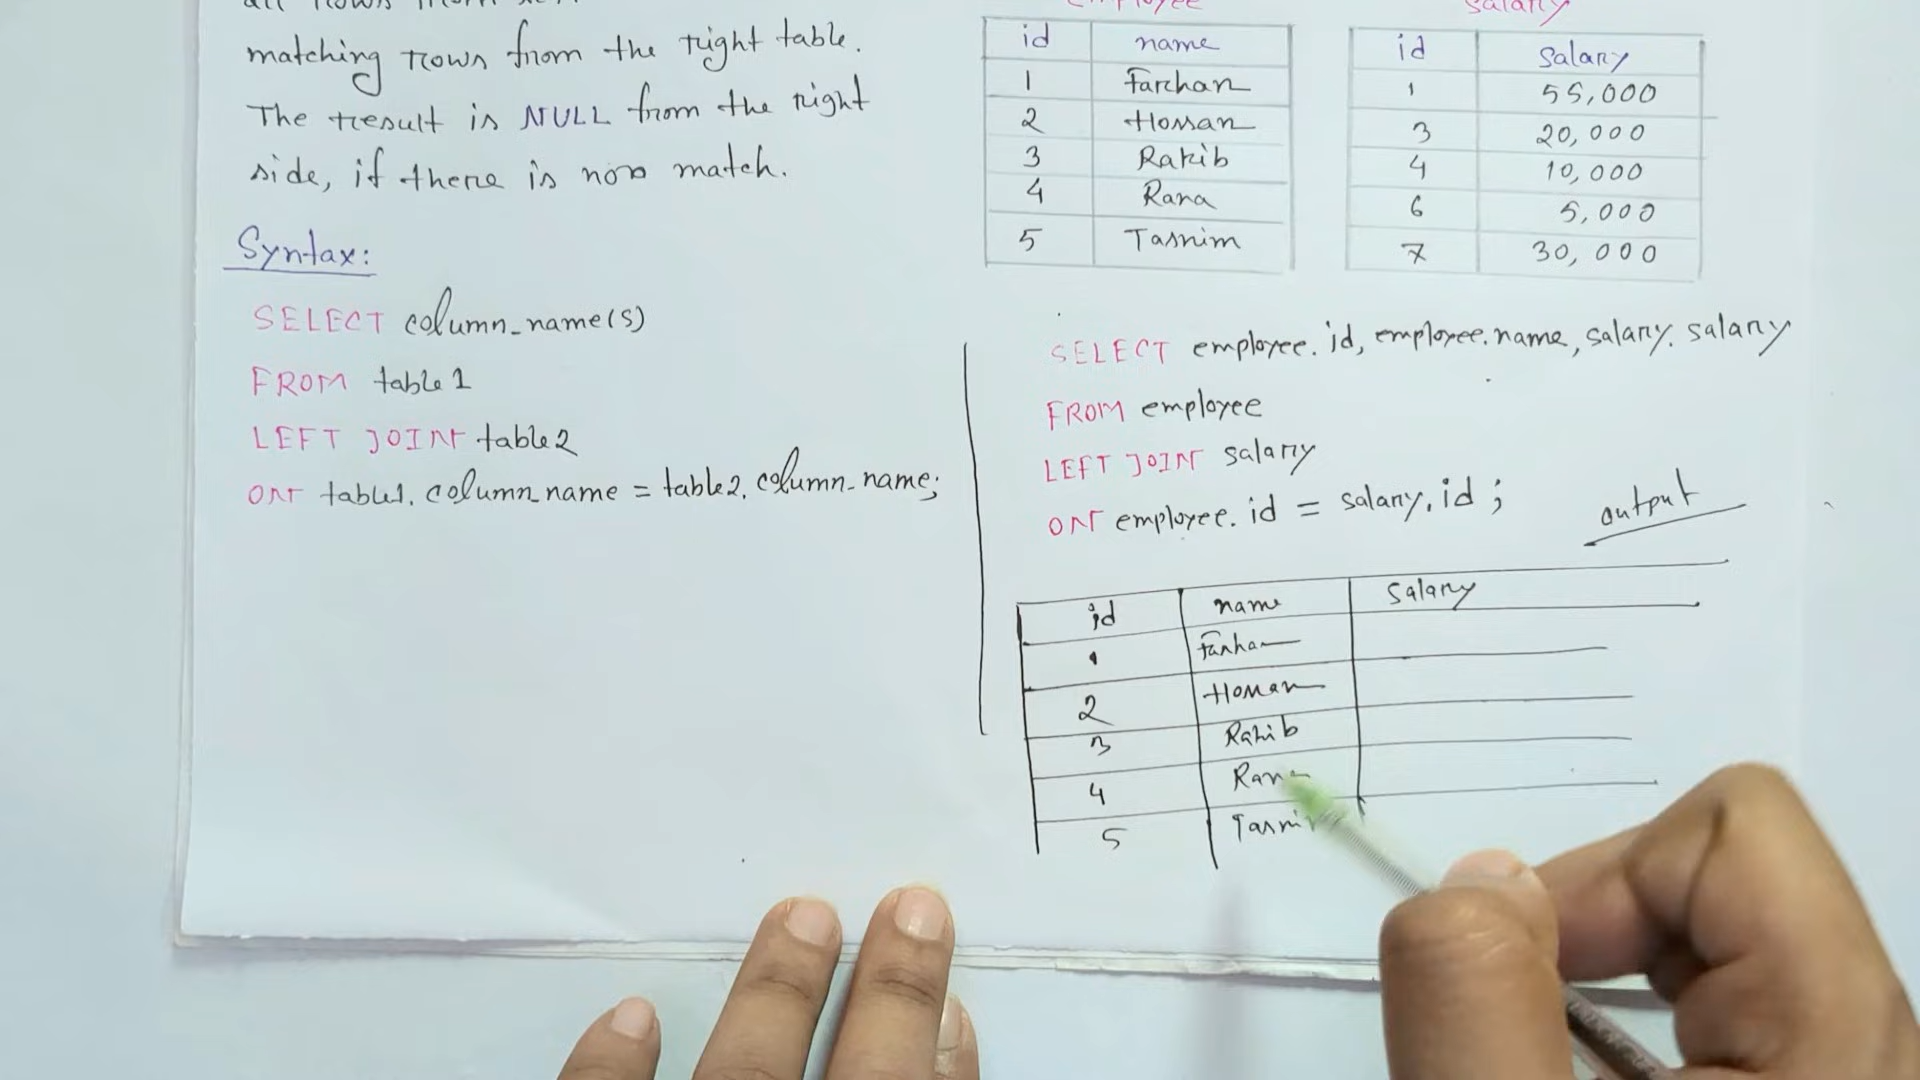 matching rows from the right table.
The result is NULL from the right
side, if there is no match.
Syntax:
SELECT column_name(s)
FROM table1
LEFT JOIN table2
ON table1.column_name = table2.column_name;
employee
id name
1 Farhan
2 Hossan
3 Rakib
4 Rana
5 Tasnim
salary
id salary
1 55,000
3 20,000
4 10,000
6 5,000
7 30,000
SELECT employee.id, employee.name, salary.salary
FROM employee
LEFT JOIN salary
ON employee.id = salary.id;
output
id name salary
1 Farhan
2 Hossan
3 Rakib
4 Rana
5